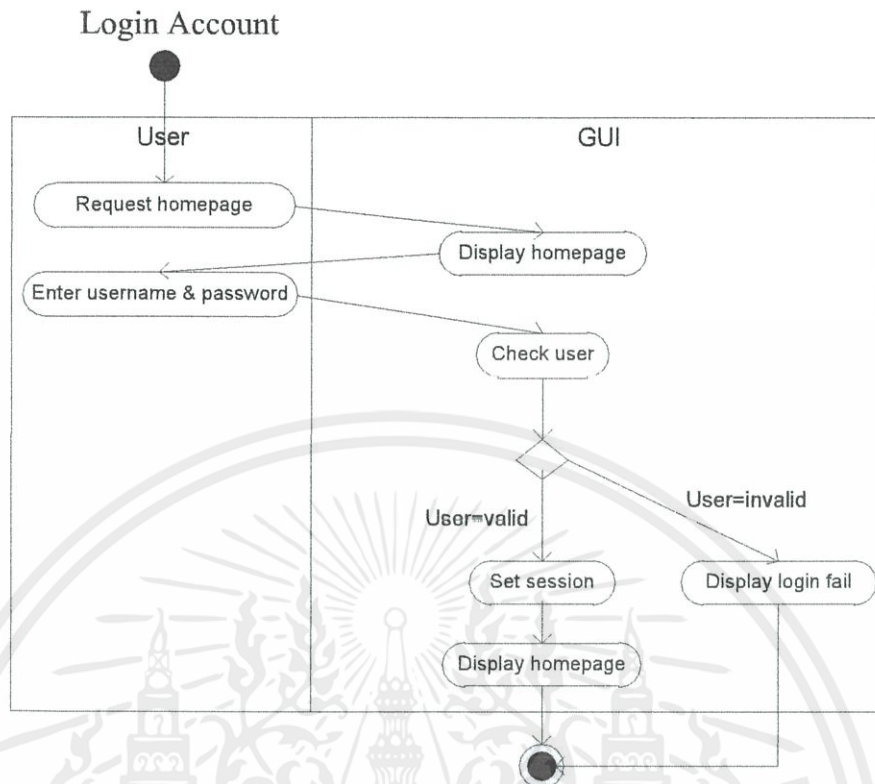 Login Account
User
GUI
Request homepage
Display homepage
Enter username & password
Check user
User=valid
User=invalid
Set session
Display login fail
Display homepage